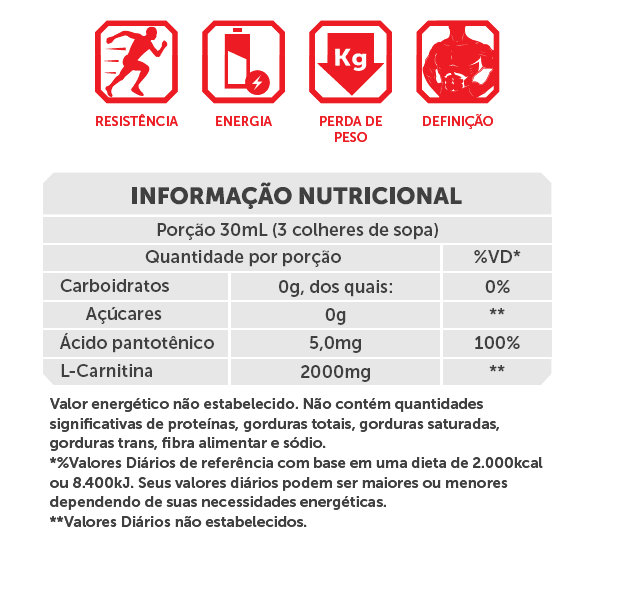 Kg
RESISTÊNCIA ENERGIA PERDA DE PESO DEFINIÇÃO
INFORMAÇÃO NUTRICIONAL
Porção 30mL (3 colheres de sopa)
Quantidade por porção %VD*
Carboidratos 0g, dos quais: 0%
Açúcares 0g **
Ácido pantotênico 5,0mg 100%
L-Carnitina 2000mg **
Valor energético não estabelecido. Não contém quantidades
significativas de proteínas, gorduras totais, gorduras saturadas,
gorduras trans, fibra alimentar e sódio.
*%Valores Diários de referência com base em uma dieta de 2.000kcal
ou 8.400kJ. Seus valores diários podem ser maiores ou menores
dependendo de suas necessidades energéticas.
**Valores Diários não estabelecidos.